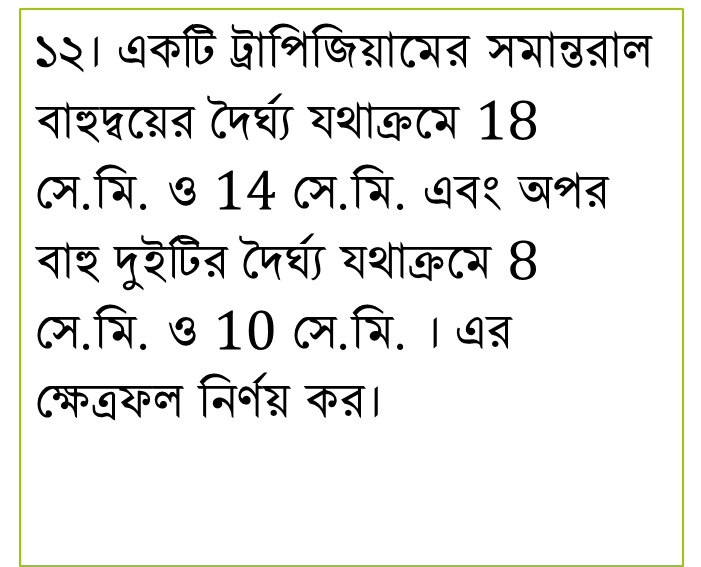 ১২। একটি ট্রাপিজিয়ামের সমান্তরাল
বাহুদ্বয়ের দৈর্ঘ্য যথাক্রমে 18
সে.মি. ও 14 সে.মি. এবং অপর
বাহু দুইটির দৈর্ঘ্য যথাক্রমে 8
সে.মি. ও 10 সে.মি. । এর
ক্ষেত্রফল নির্ণয় কর।